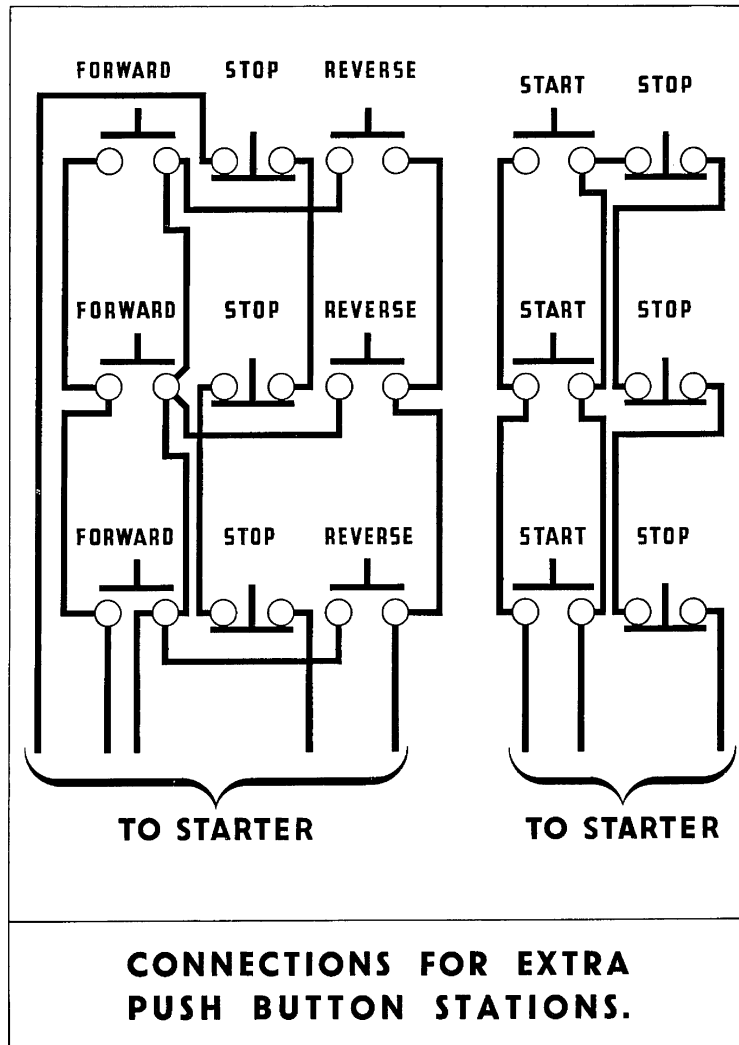 FORWARD STOP REVERSE
START STOP
FORWARD STOP REVERSE
START STOP
FORWARD STOP REVERSE
START STOP
TO STARTER
TO STARTER
CONNECTIONS FOR EXTRA
PUSH BUTTON STATIONS.